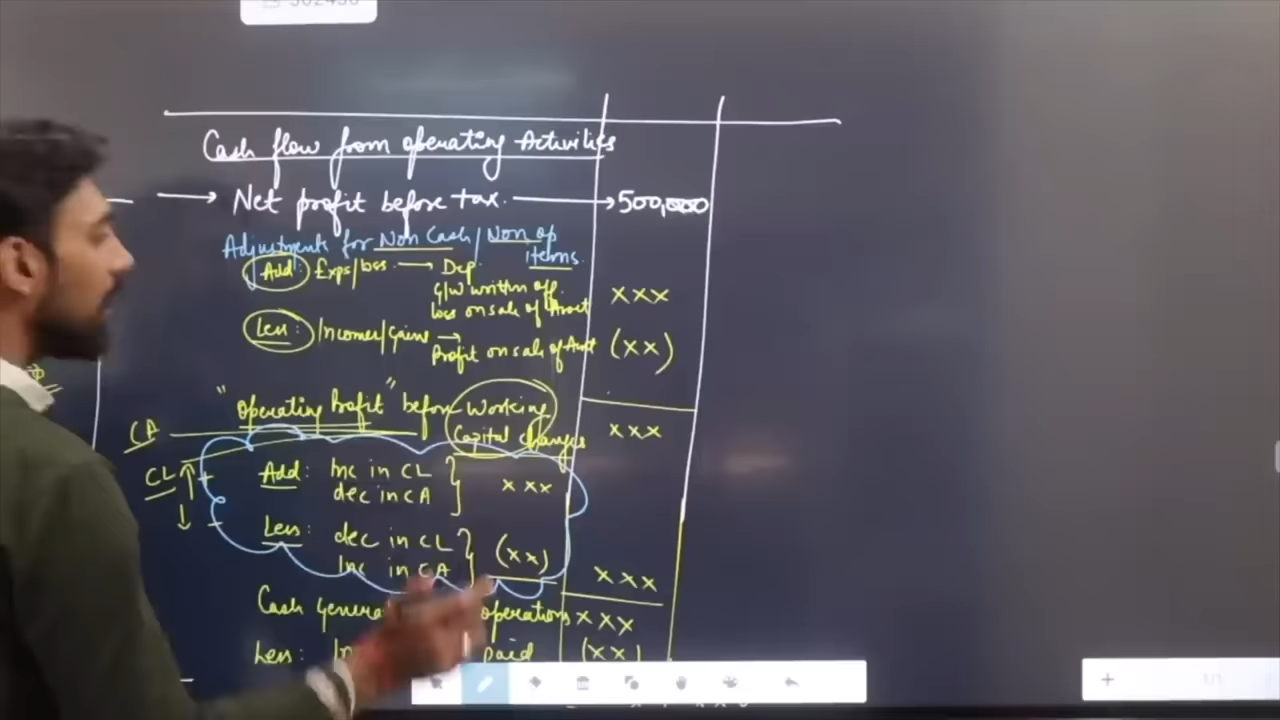 Cash flow from operating Activities
→ Net profit before tax. → 500,000
Adjustments for Non Cash / Non op items.
Add: Exps/loss → Dep.
G/W written off.
loss on sale of Asset
xxx
Less: Incomes/Gains →
Profit on sale of Asset
(xx)
"Operating Profit" before Working Capital changes xxx
CA
CL
+
-
Add: Inc in CL
dec in CA
xxx
Less: dec in CL
Inc in CA
(xx)
xxx
Cash operations xxx
Less: paid (xx)
1/1